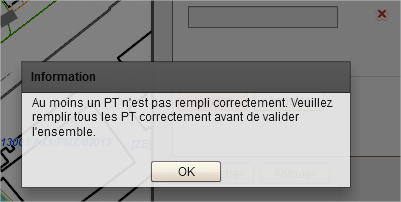 Information
Au moins un PT n'est pas rempli correctement. Veuillez
remplir tous les PT correctement avant de valider
l'ensemble.
OK